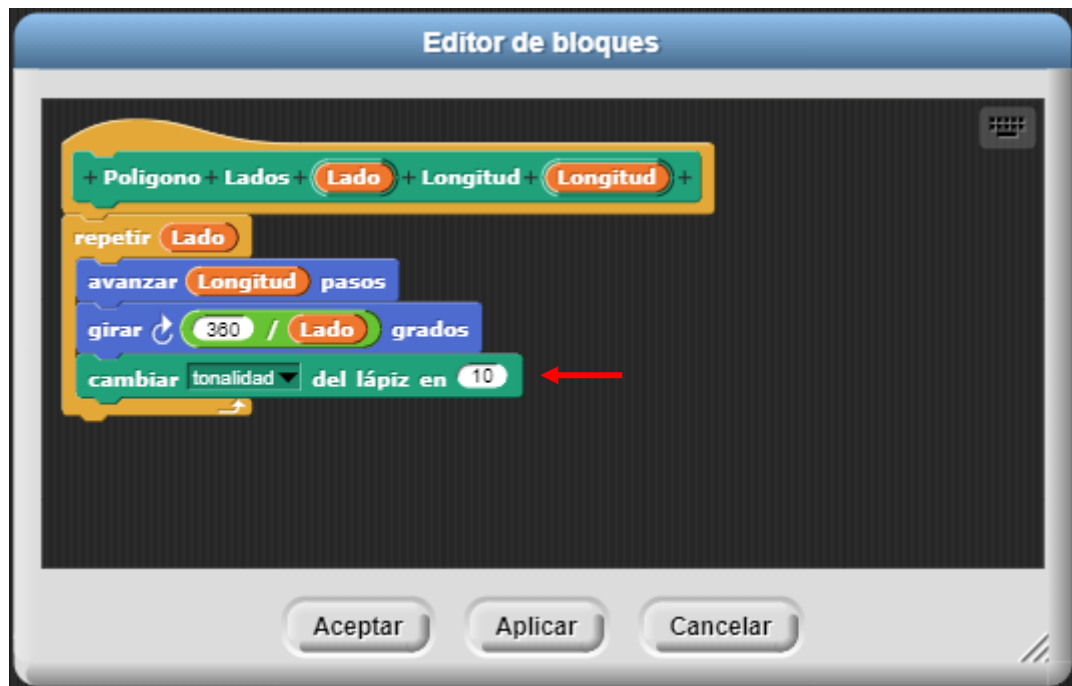 Editor de bloques
+ Poligono + Lados + Lado + Longitud + Longitud +
repetir Lado
avanzar Longitud pasos
girar 360 / Lado grados
cambiar tonalidad del lápiz en 10
Aceptar Aplicar Cancelar